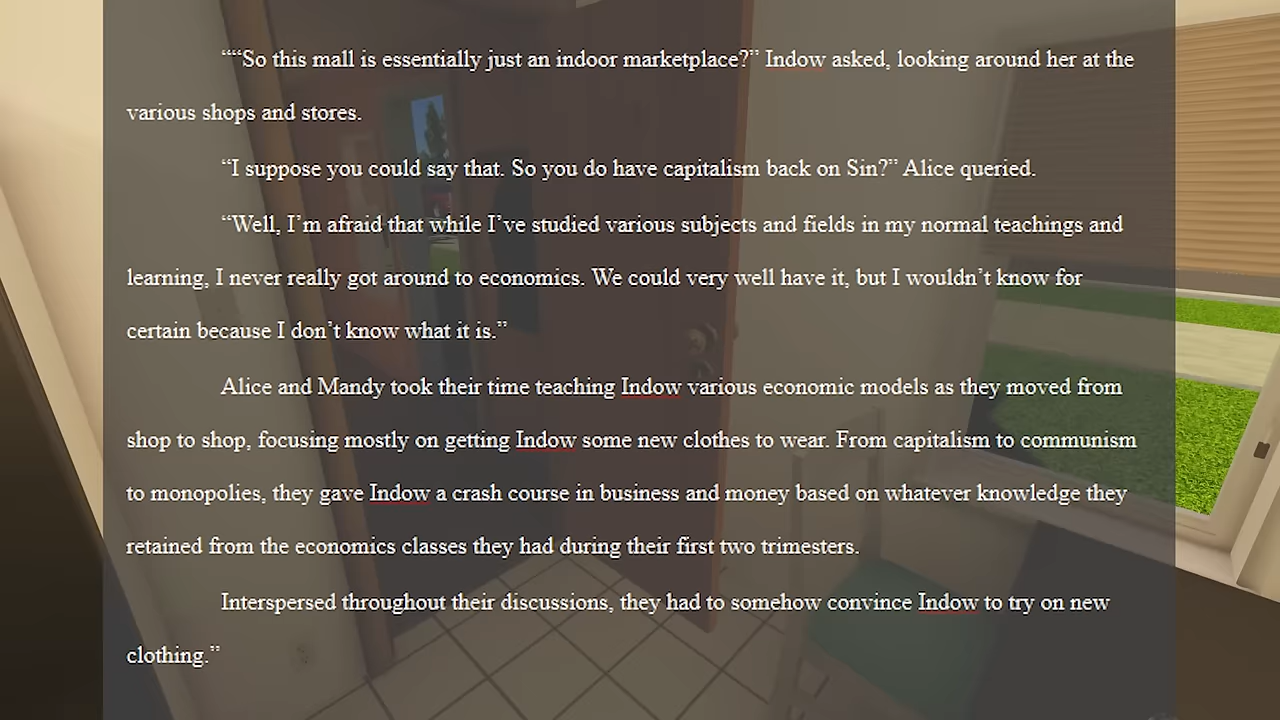 ““So this mall is essentially just an indoor marketplace?” Indow asked, looking around her at the
various shops and stores.
“I suppose you could say that. So you do have capitalism back on Sin?” Alice queried.
“Well, I’m afraid that while I’ve studied various subjects and fields in my normal teachings and
learning, I never really got around to economics. We could very well have it, but I wouldn’t know for
certain because I don’t know what it is.”
Alice and Mandy took their time teaching Indow various economic models as they moved from
shop to shop, focusing mostly on getting Indow some new clothes to wear. From capitalism to communism
to monopolies, they gave Indow a crash course in business and money based on whatever knowledge they
retained from the economics classes they had during their first two trimesters.
Interspersed throughout their discussions, they had to somehow convince Indow to try on new
clothing.”